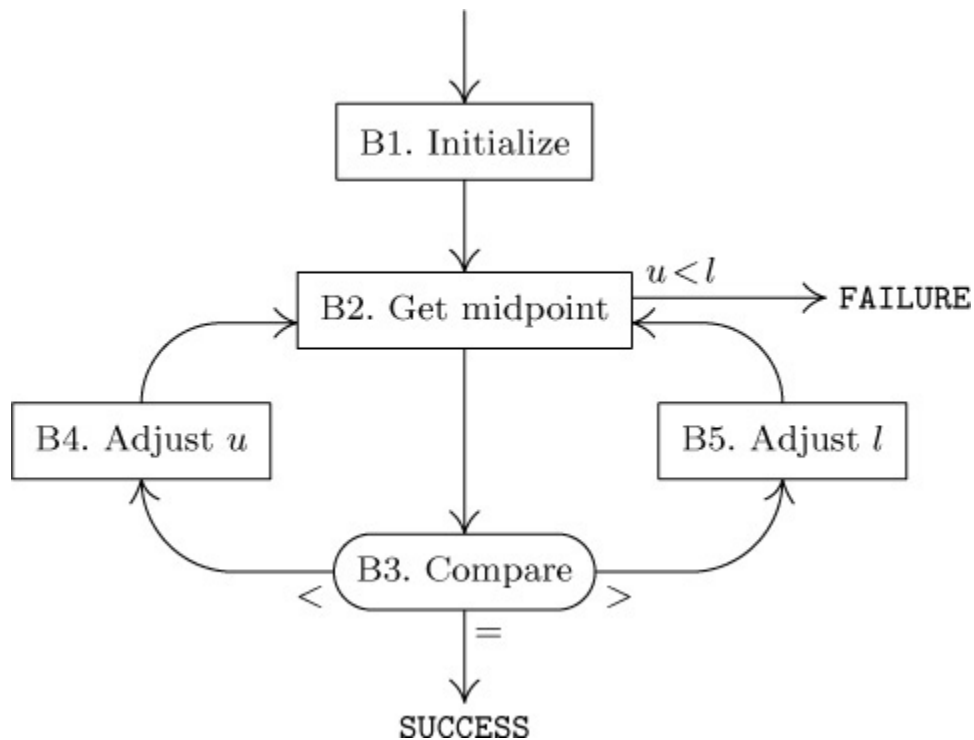 B1. Initialize
u < l
B2. Get midpoint
FAILURE
B4. Adjust u
B5. Adjust l
B3. Compare
<
>
=
SUCCESS